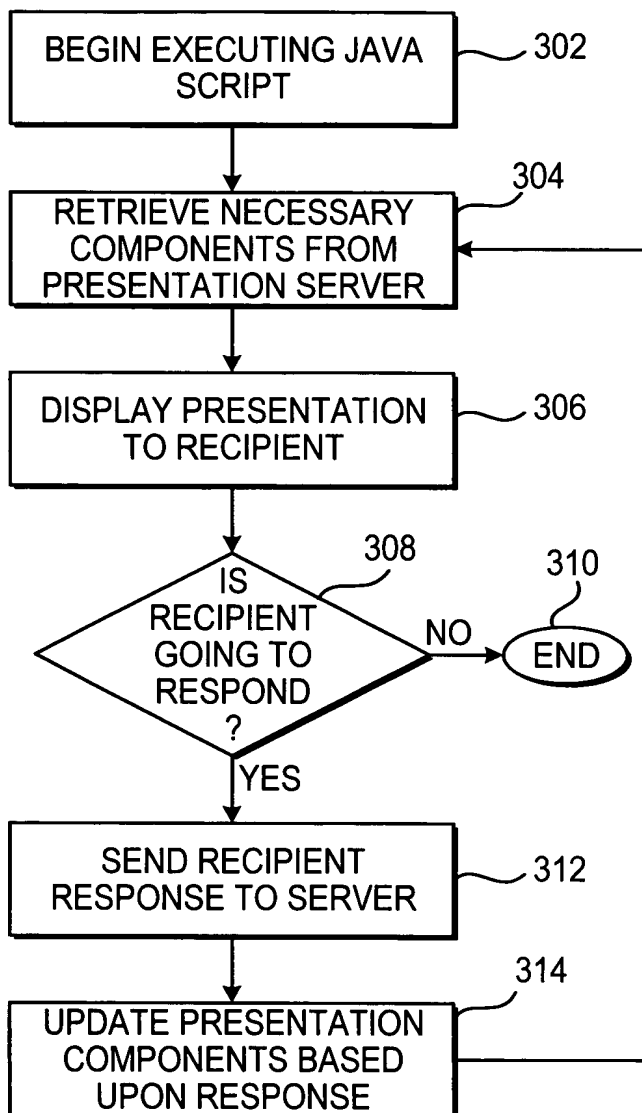 BEGIN EXECUTING JAVA
SCRIPT
302
304
RETRIEVE NECESSARY
COMPONENTS FROM
PRESENTATION SERVER
DISPLAY PRESENTATION
TO RECIPIENT
306
308
IS
RECIPIENT
GOING TO
RESPOND
?
NO
310
END
YES
SEND RECIPIENT
RESPONSE TO SERVER
312
314
UPDATE PRESENTATION
COMPONENTS BASED
UPON RESPONSE